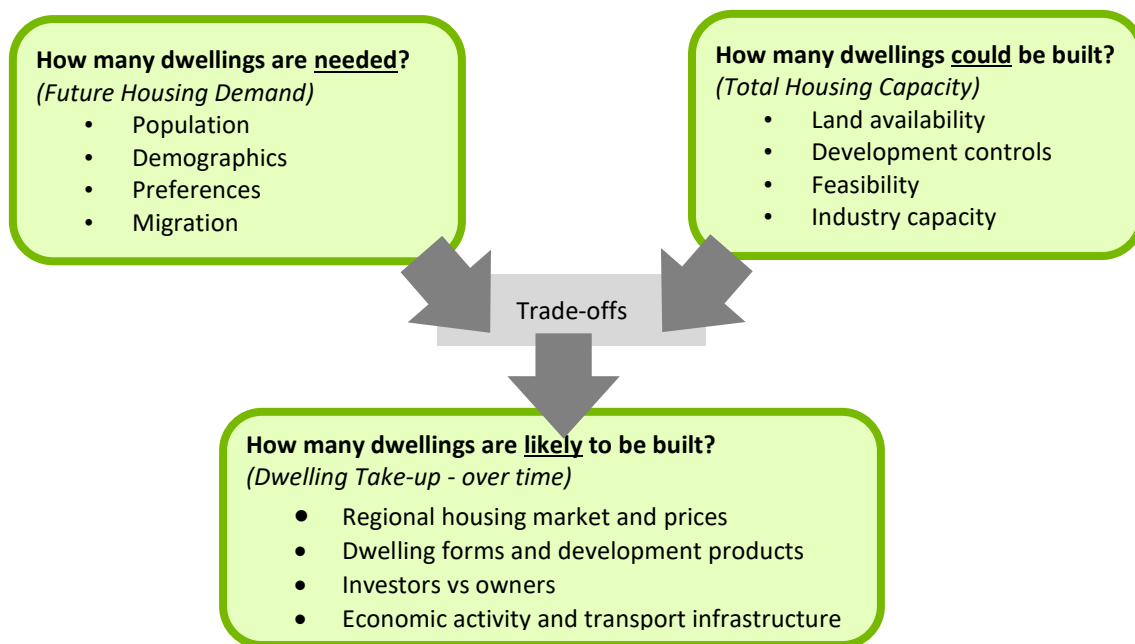 How many dwellings are needed?
(Future Housing Demand)
• Population
• Demographics
• Preferences
• Migration
How many dwellings could be built?
(Total Housing Capacity)
• Land availability
• Development controls
• Feasibility
• Industry capacity
Trade-offs
How many dwellings are likely to be built?
(Dwelling Take-up - over time)
• Regional housing market and prices
• Dwelling forms and development products
• Investors vs owners
• Economic activity and transport infrastructure